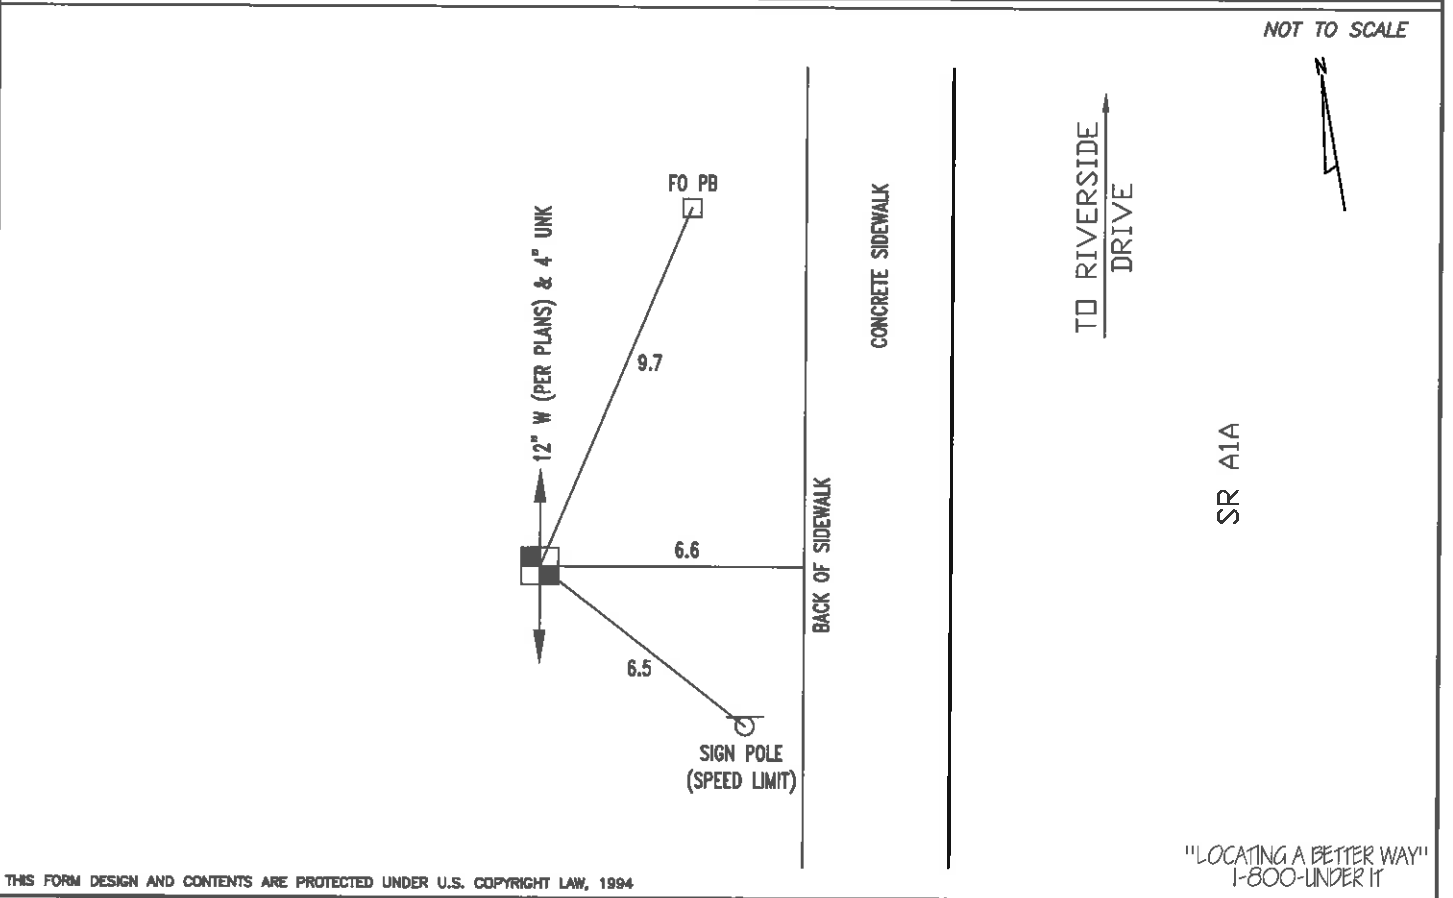 NOT TO SCALE
N
TO RIVERSIDE
DRIVE
FO PB
12" W (PER PLANS) & 4" UNK
CONCRETE SIDEWALK
9.7
SR A1A
6.6
BACK OF SIDEWALK
6.5
SIGN POLE
(SPEED LIMIT)
"LOCATING A BETTER WAY"
1-800-UNDER IT
THIS FORM DESIGN AND CONTENTS ARE PROTECTED UNDER U.S. COPYRIGHT LAW, 1994